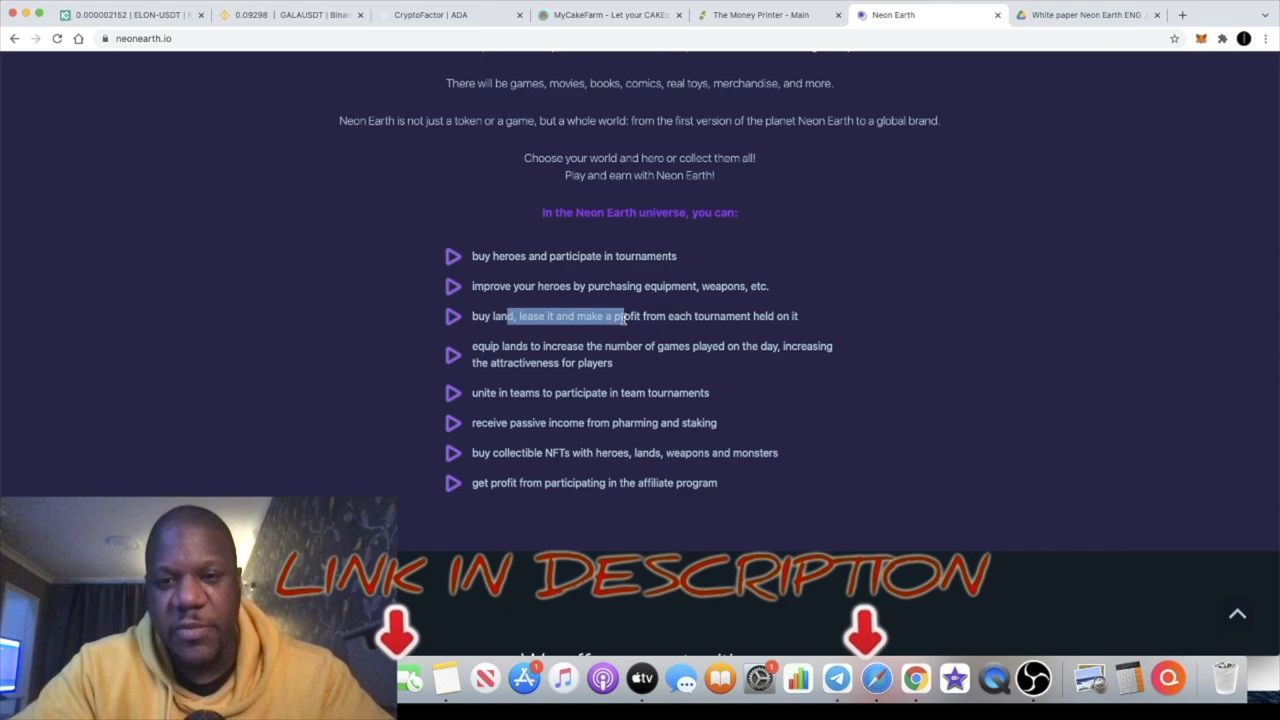 0.000002152 | ELON-USDT |
0.09298 | GALAUSDT | Binan
CryptoFactor | ADA
MyCakeFarm - Let your CAKEs
The Money Printer - Main
Neon Earth
White paper Neon Earth ENG
neonearth.io
There will be games, movies, books, comics, real toys, merchandise, and more.
Neon Earth is not just a token or a game, but a whole world: from the first version of the planet Neon Earth to a global brand.
Choose your world and hero or collect them all!
Play and earn with Neon Earth!
In the Neon Earth universe, you can:
buy heroes and participate in tournaments
improve your heroes by purchasing equipment, weapons, etc.
buy land, lease it and make a profit from each tournament held on it
equip lands to increase the number of games played on the day, increasing
the attractiveness for players
unite in teams to participate in team tournaments
receive passive income from pharming and staking
buy collectible NFTs with heroes, lands, weapons and monsters
get profit from participating in the affiliate program
LINK IN DESCRIPTION
tv
1
1